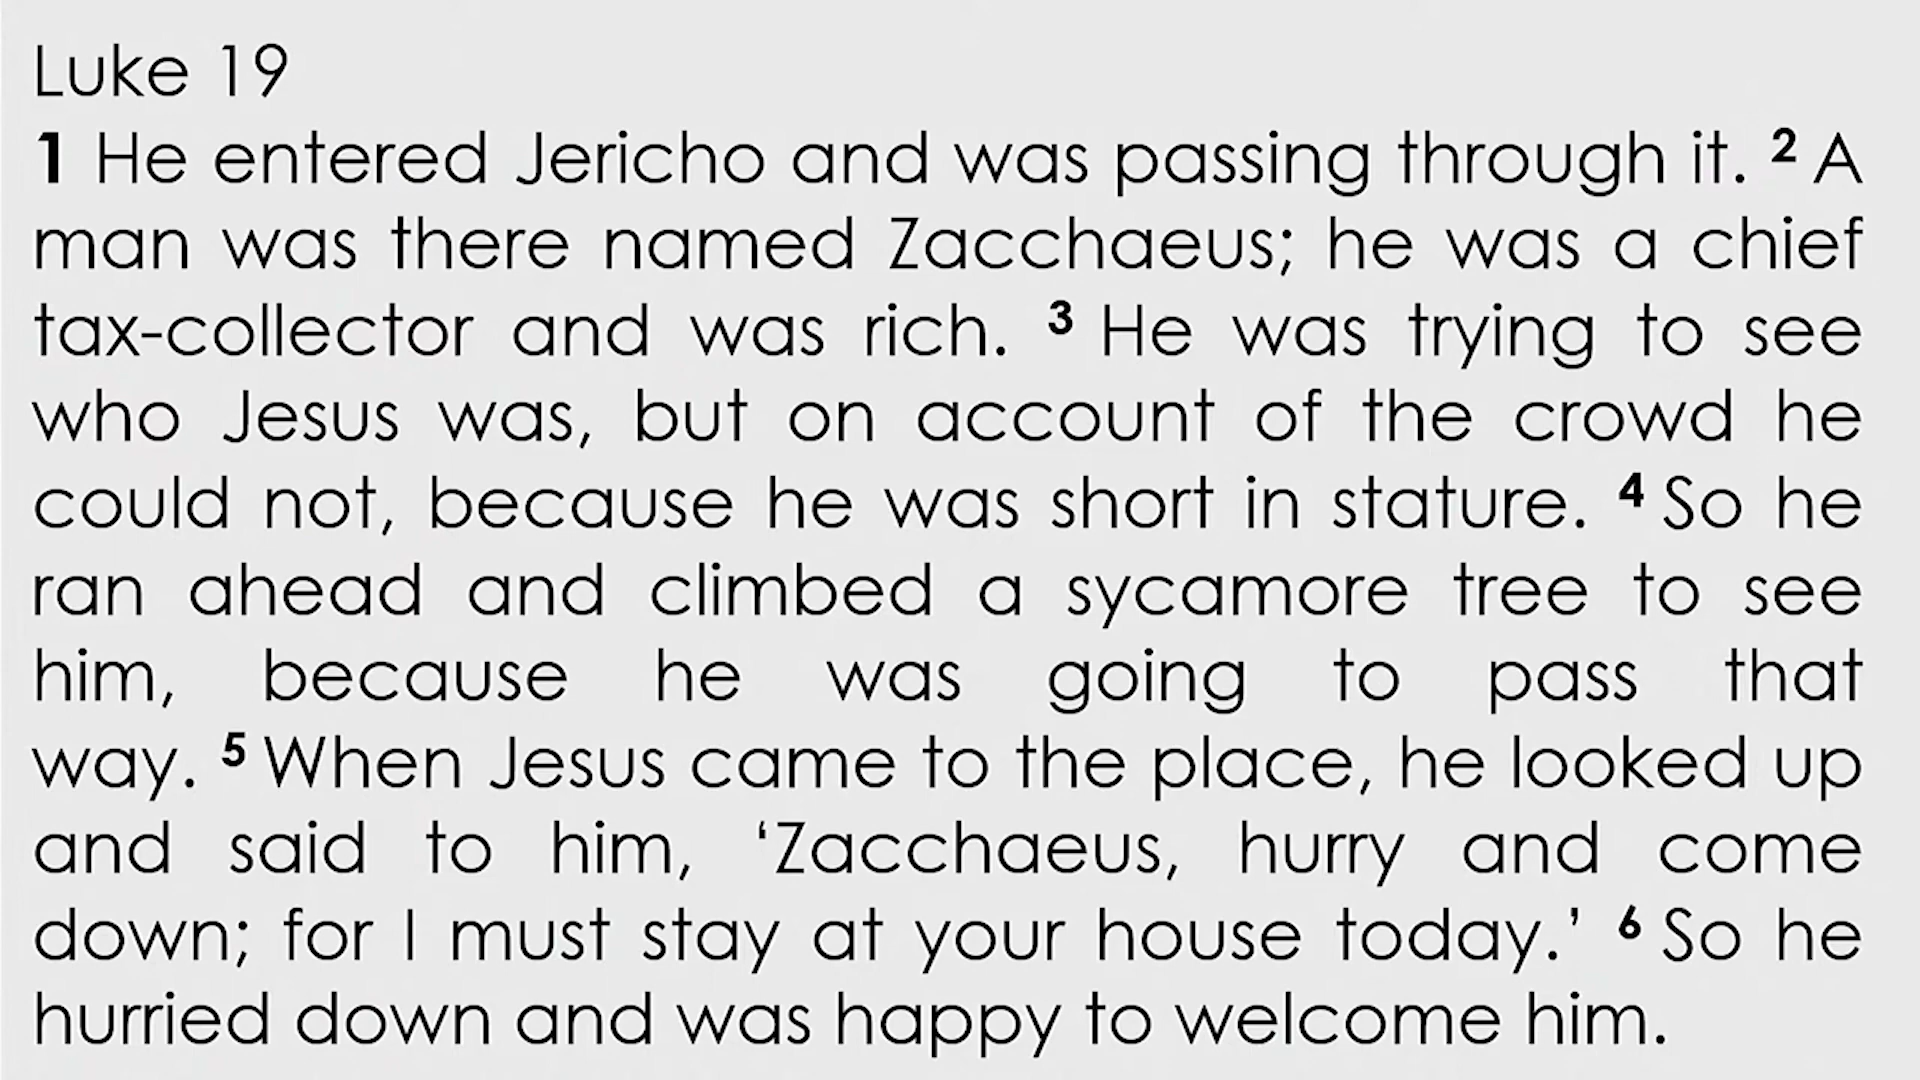 Luke 19
1 He entered Jericho and was passing through it. 2 A
man was there named Zacchaeus; he was a chief
tax-collector and was rich. 3 He was trying to see
who Jesus was, but on account of the crowd he
could not, because he was short in stature. 4 So he
ran ahead and climbed a sycamore tree to see
him, because he was going to pass that
way. 5 When Jesus came to the place, he looked up
and said to him, ‘Zacchaeus, hurry and come
down; for I must stay at your house today.’ 6 So he
hurried down and was happy to welcome him.